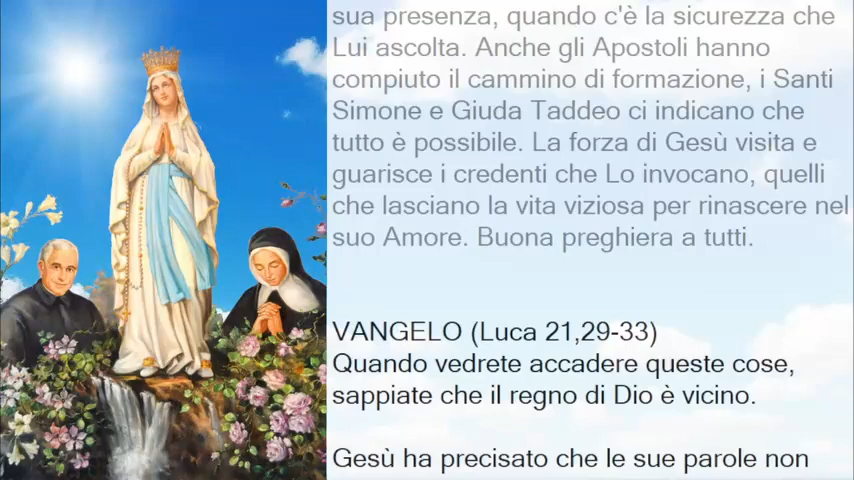 sua presenza, quando c'è la sicurezza che
Lui ascolta. Anche gli Apostoli hanno
compiuto il cammino di formazione, i Santi
Simone e Giuda Taddeo ci indicano che
tutto è possibile. La forza di Gesù visita e
guarisce i credenti che Lo invocano, quelli
che lasciano la vita viziosa per rinascere nel
suo Amore. Buona preghiera a tutti.
VANGELO (Luca 21,29-33)
Quando vedrete accadere queste cose,
sappiate che il regno di Dio è vicino.
Gesù ha precisato che le sue parole non